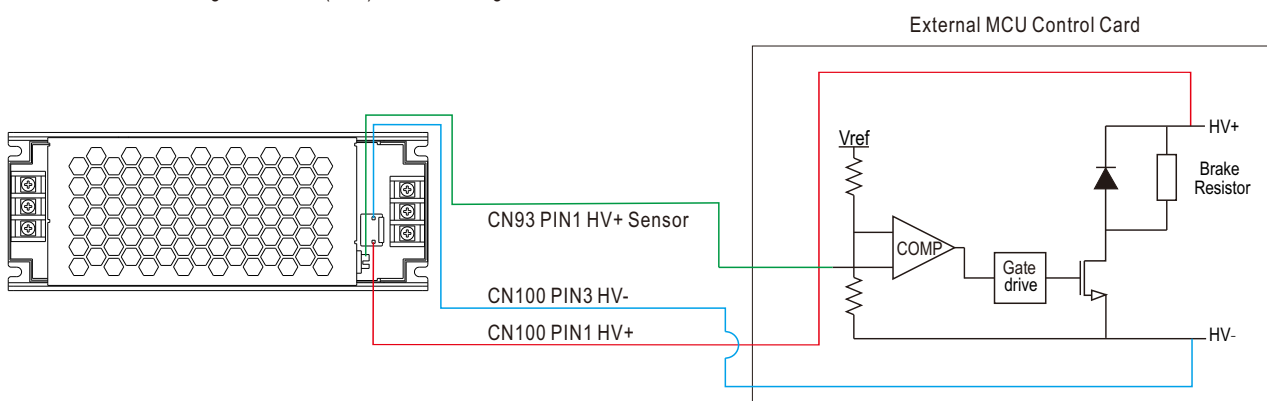 External MCU Control Card
HV+
Vref
Brake
Resistor
CN93 PIN1 HV+ Sensor
COMP
Gate
drive
CN100 PIN3 HV-
CN100 PIN1 HV+
HV-